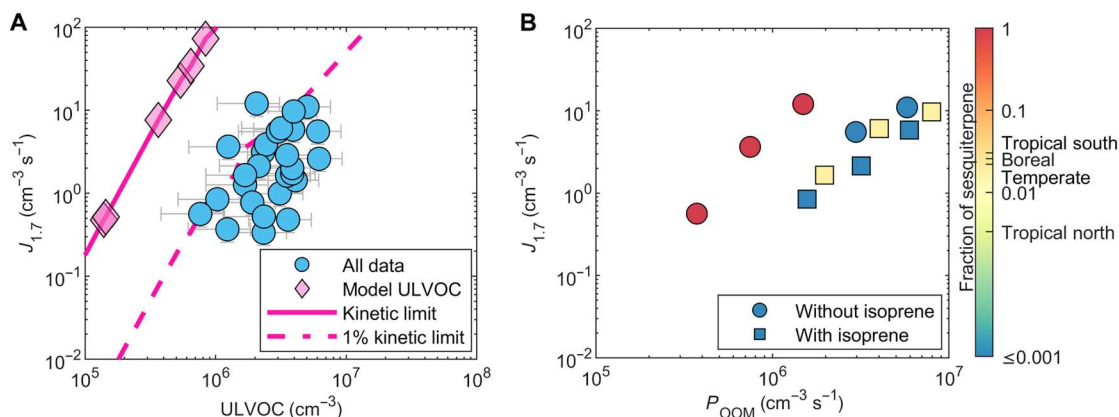 A
J1.7 (cm−3 s−1)
10^2
10^1
10^0
10^−1
10^−2
10^5
10^6
10^7
10^8
ULVOC (cm−3)
All data
Model ULVOC
Kinetic limit
1% kinetic limit
B
J1.7 (cm−3 s−1)
10^2
10^1
10^0
10^−1
10^−2
10^5
10^6
10^7
POOM (cm−3 s−1)
Without isoprene
With isoprene
Fraction of sesquiterpene
1
0.1
Tropical south
Boreal
Temperate
0.01
Tropical north
≤0.001